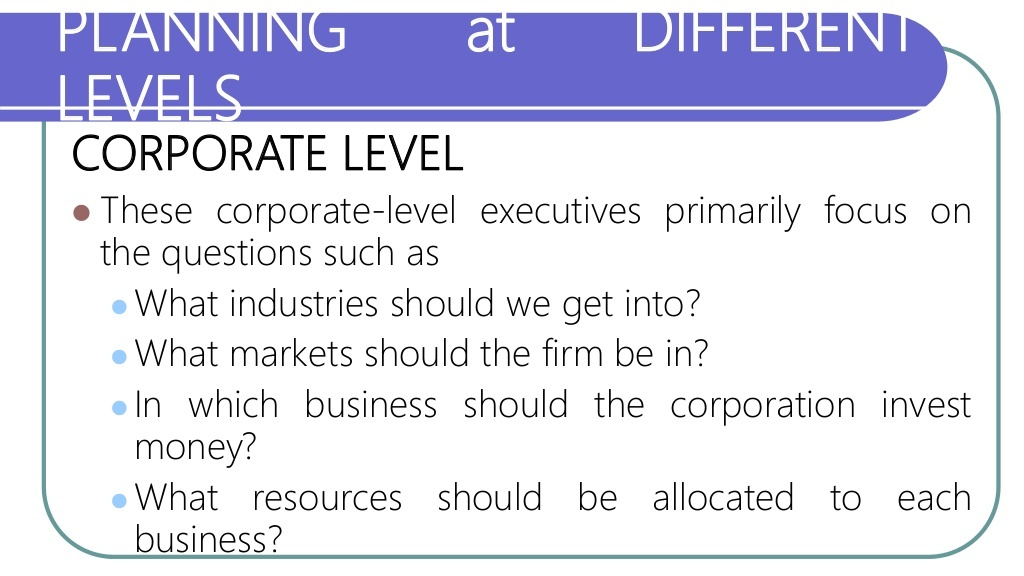 PLANNING at DIFFERENT
LEVELS
CORPORATE LEVEL
These corporate-level executives primarily focus on
the questions such as
What industries should we get into?
What markets should the firm be in?
In which business should the corporation invest
money?
What resources should be allocated to each
business?